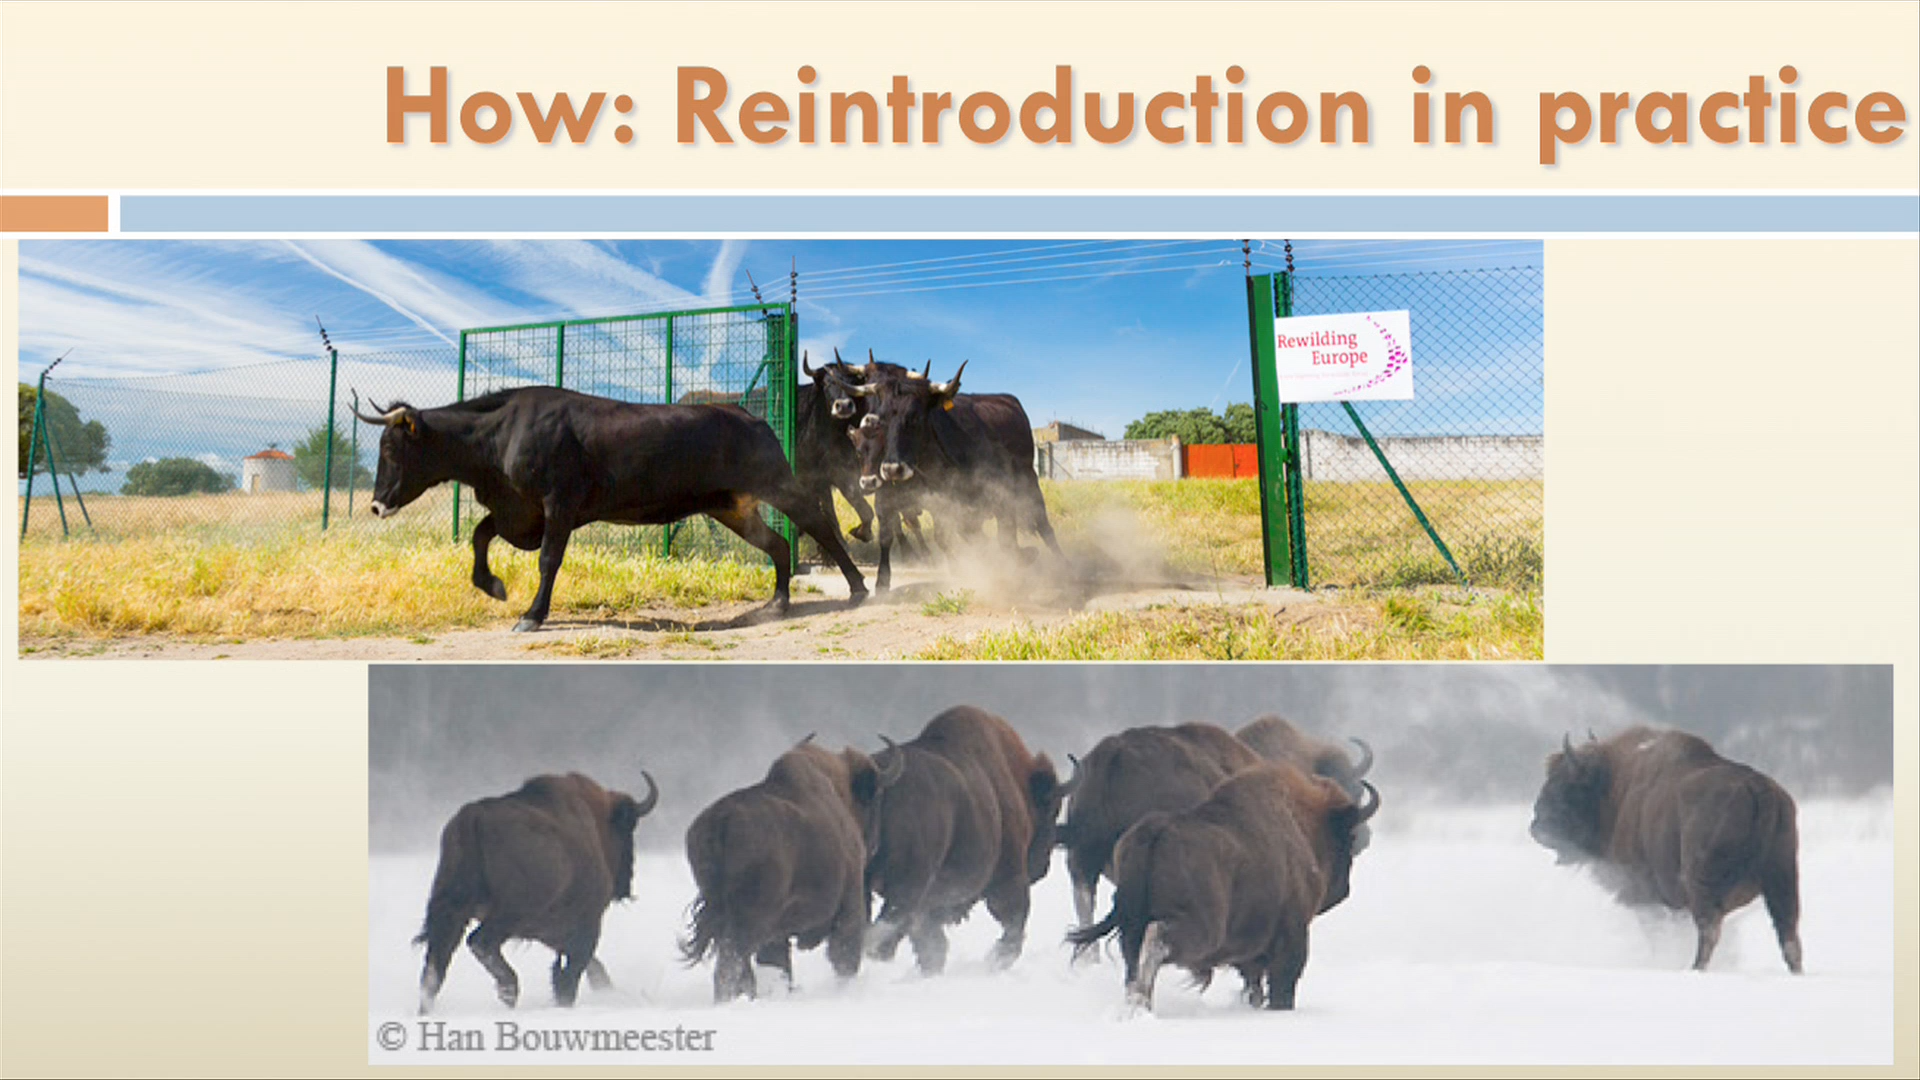 How: Reintroduction in practice
Rewilding
Europe
© Han Bouwmeester